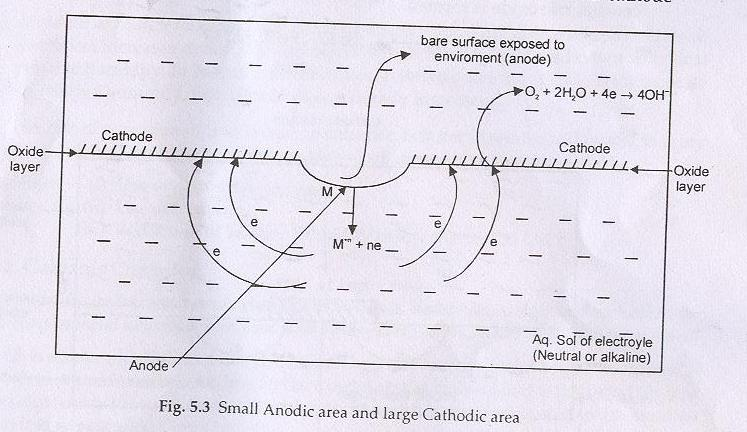 bare surface exposed to
enviroment (anode)
O₂ + 2H₂O + 4e → 4OH⁻
Cathode
Cathode
Oxide
layer
Oxide
layer
M
e
e
e
e
+ ne
Aq. Sol of electroyle
(Neutral or alkaline)
Anode
Fig. 5.3 Small Anodic area and large Cathodic area